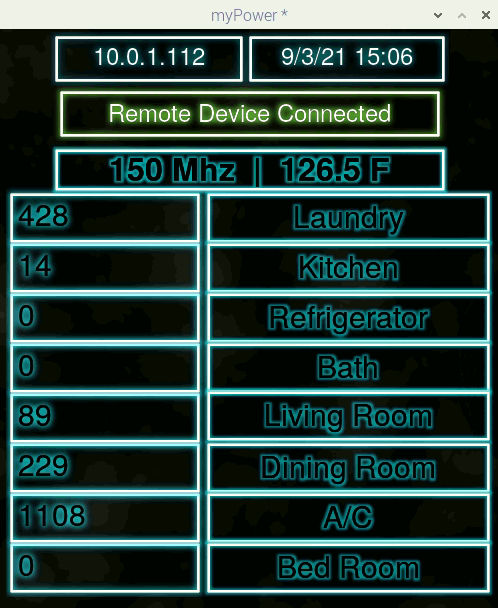 myPower *
10.0.1.112 9/3/21 15:06
Remote Device Connected
150 Mhz | 126.5 F
428 Laundry
14 Kitchen
0 Refrigerator
0 Bath
89 Living Room
229 Dining Room
1108 A/C
0 Bed Room